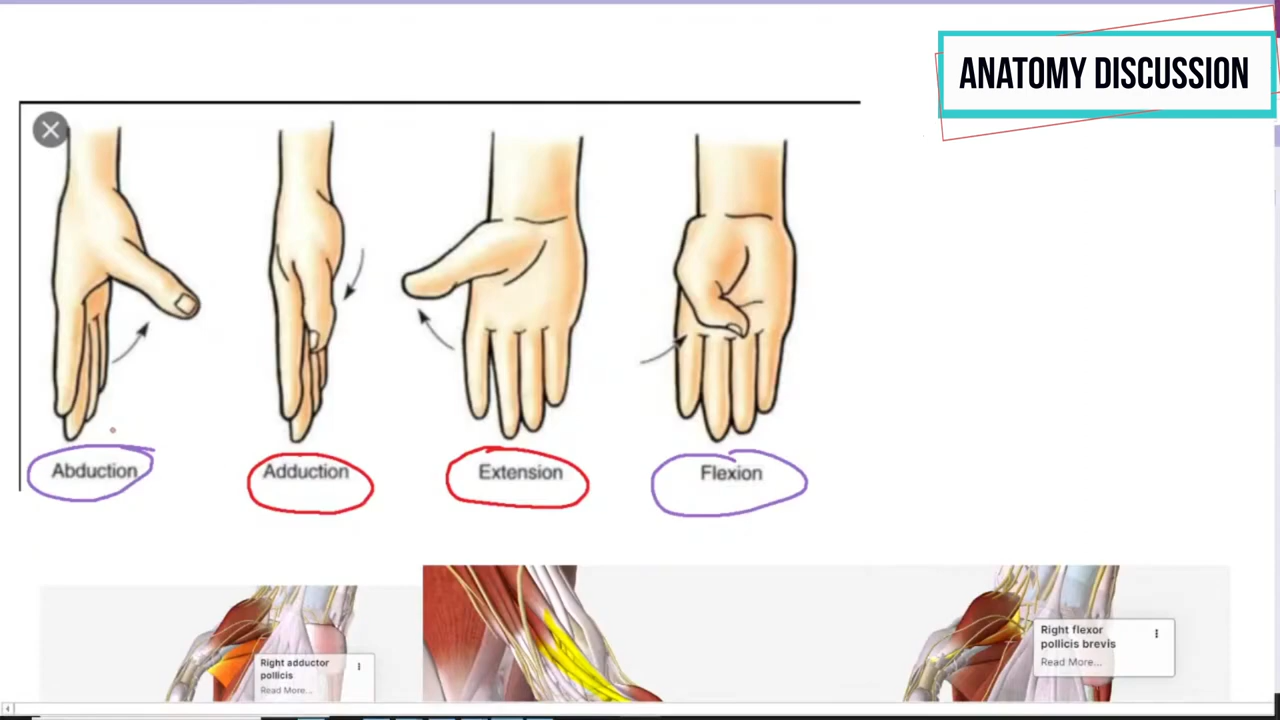 ANATOMY DISCUSSION
Abduction
Adduction
Extension
Flexion
Right adductor
pollicis
Read More...
Right flexor
pollicis brevis
Read More...